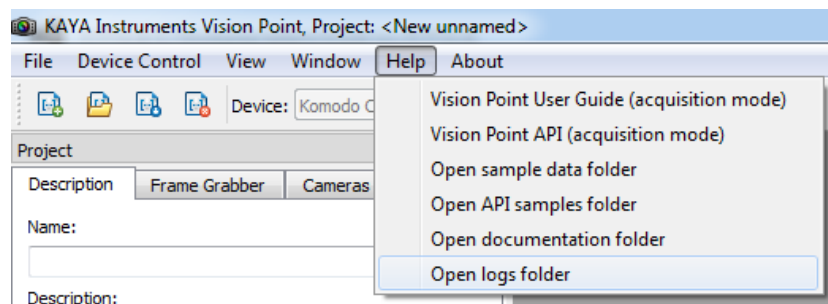 KAYA Instruments Vision Point, Project: <New unnamed>
File Device Control View Window Help About
Device: Komodo
Vision Point User Guide (acquisition mode)
Vision Point API (acquisition mode)
Project
Open sample data folder
Description Frame Grabber Cameras
Open API samples folder
Name:
Open documentation folder
Open logs folder
Description: